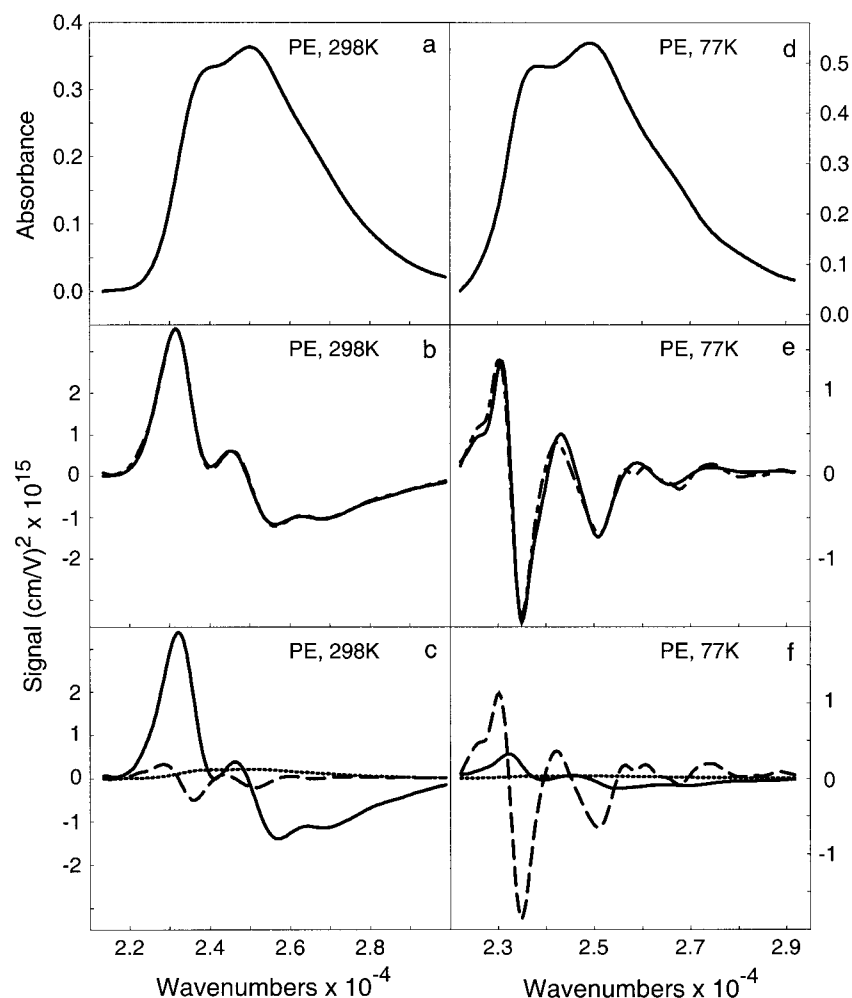 Absorbance
0.4
0.3
0.2
0.1
0.0
PE, 298K a
PE, 77K d
0.5
0.4
0.3
0.2
0.1
0.0
Signal (cm/V)² x 10¹⁵
2
1
0
-1
-2
PE, 298K b
PE, 77K e
1
0
-1
2
1
0
-1
-2
PE, 298K c
PE, 77K f
1
0
-1
2.2 2.4 2.6 2.8
2.3 2.5 2.7 2.9
Wavenumbers x 10⁻⁴
Wavenumbers x 10⁻⁴